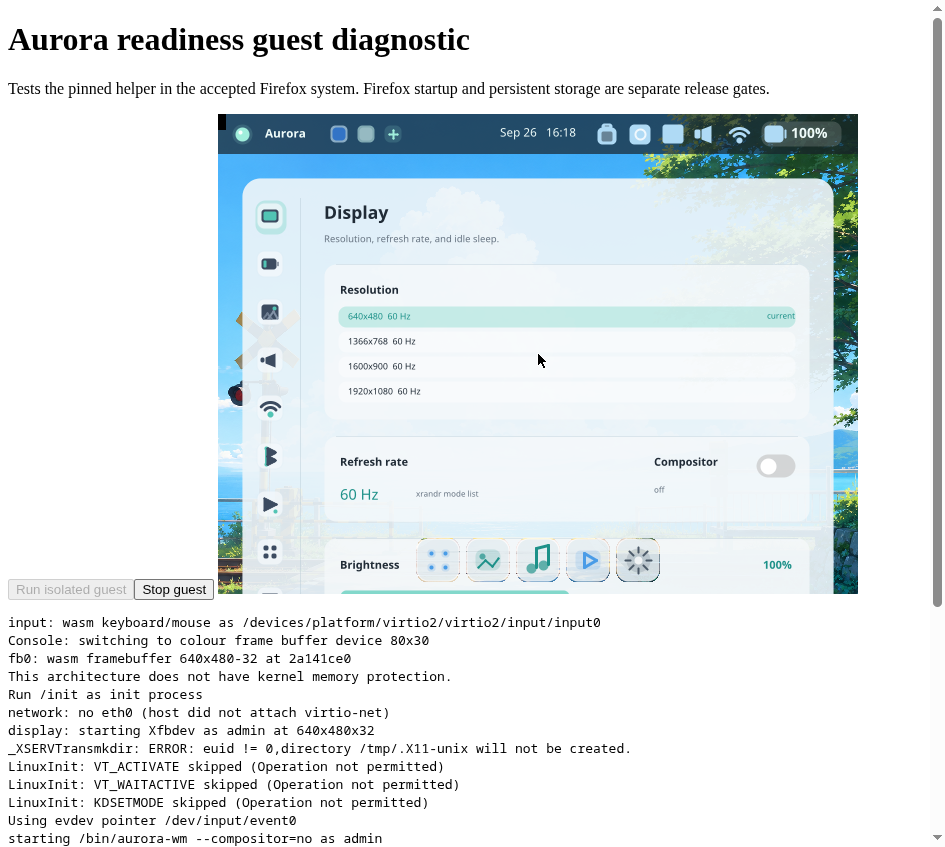 Aurora readiness guest diagnostic
Tests the pinned helper in the accepted Firefox system. Firefox startup and persistent storage are separate release gates.
Aurora
Sep 26 16:18
100%
Display
Resolution, refresh rate, and idle sleep.
Resolution
640x480 60 Hz current
1366x768 60 Hz
1600x900 60 Hz
1920x1080 60 Hz
Refresh rate
Compositor
60 Hz
xrandr mode list
off
Brightness
100%
Run isolated guest
Stop guest
input: wasm keyboard/mouse as /devices/platform/virtio2/virtio2/input/input0
Console: switching to colour frame buffer device 80x30
fb0: wasm framebuffer 640x480-32 at 2a141ce0
This architecture does not have kernel memory protection.
Run /init as init process
network: no eth0 (host did not attach virtio-net)
display: starting Xfbdev as admin at 640x480x32
_XSERVTransmkdir: ERROR: euid != 0,directory /tmp/.X11-unix will not be created.
LinuxInit: VT_ACTIVATE skipped (Operation not permitted)
LinuxInit: VT_WAITACTIVE skipped (Operation not permitted)
LinuxInit: KDSETMODE skipped (Operation not permitted)
Using evdev pointer /dev/input/event0
starting /bin/aurora-wm --compositor=no as admin